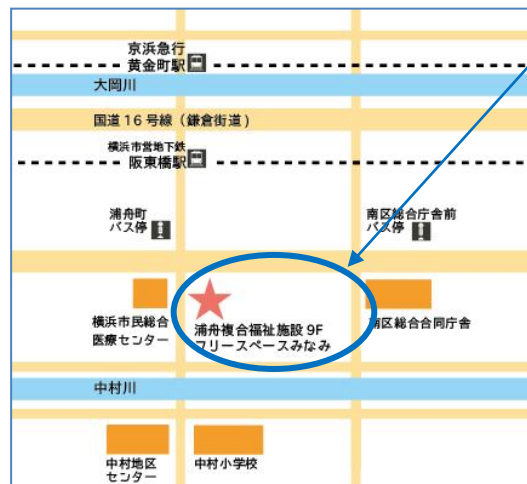 京浜急行
黄金町駅
大岡川
国道16号線（鎌倉街道）
横浜市営地下鉄
阪東橋駅
浦舟町
バス停
南区総合庁舎前
バス停
横浜市民総合
医療センター
浦舟複合福祉施設 9F
フリースペースみなみ
南区総合合同庁舎
中村川
中村地区
センター
中村小学校